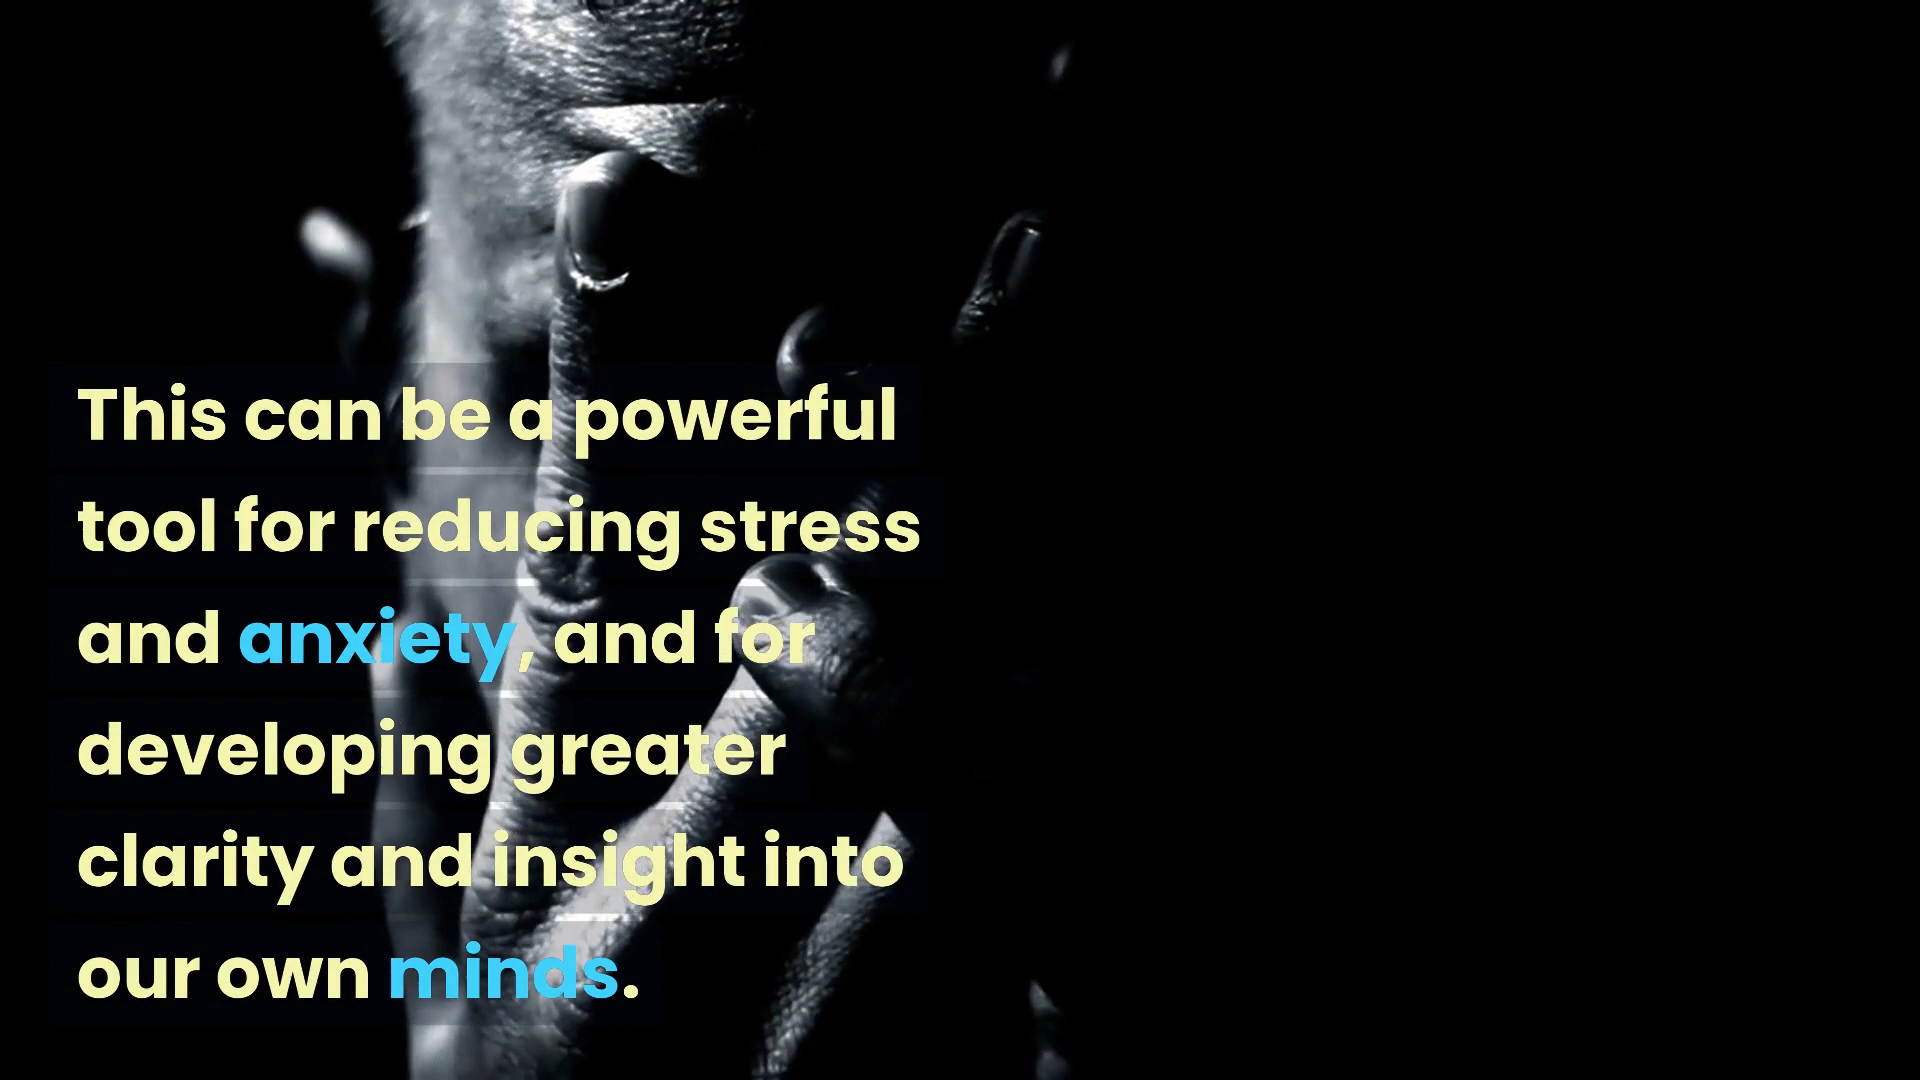 This can be a powerful
tool for reducing stress
and anxiety, and for
developing greater
clarity and insight into
our own minds.